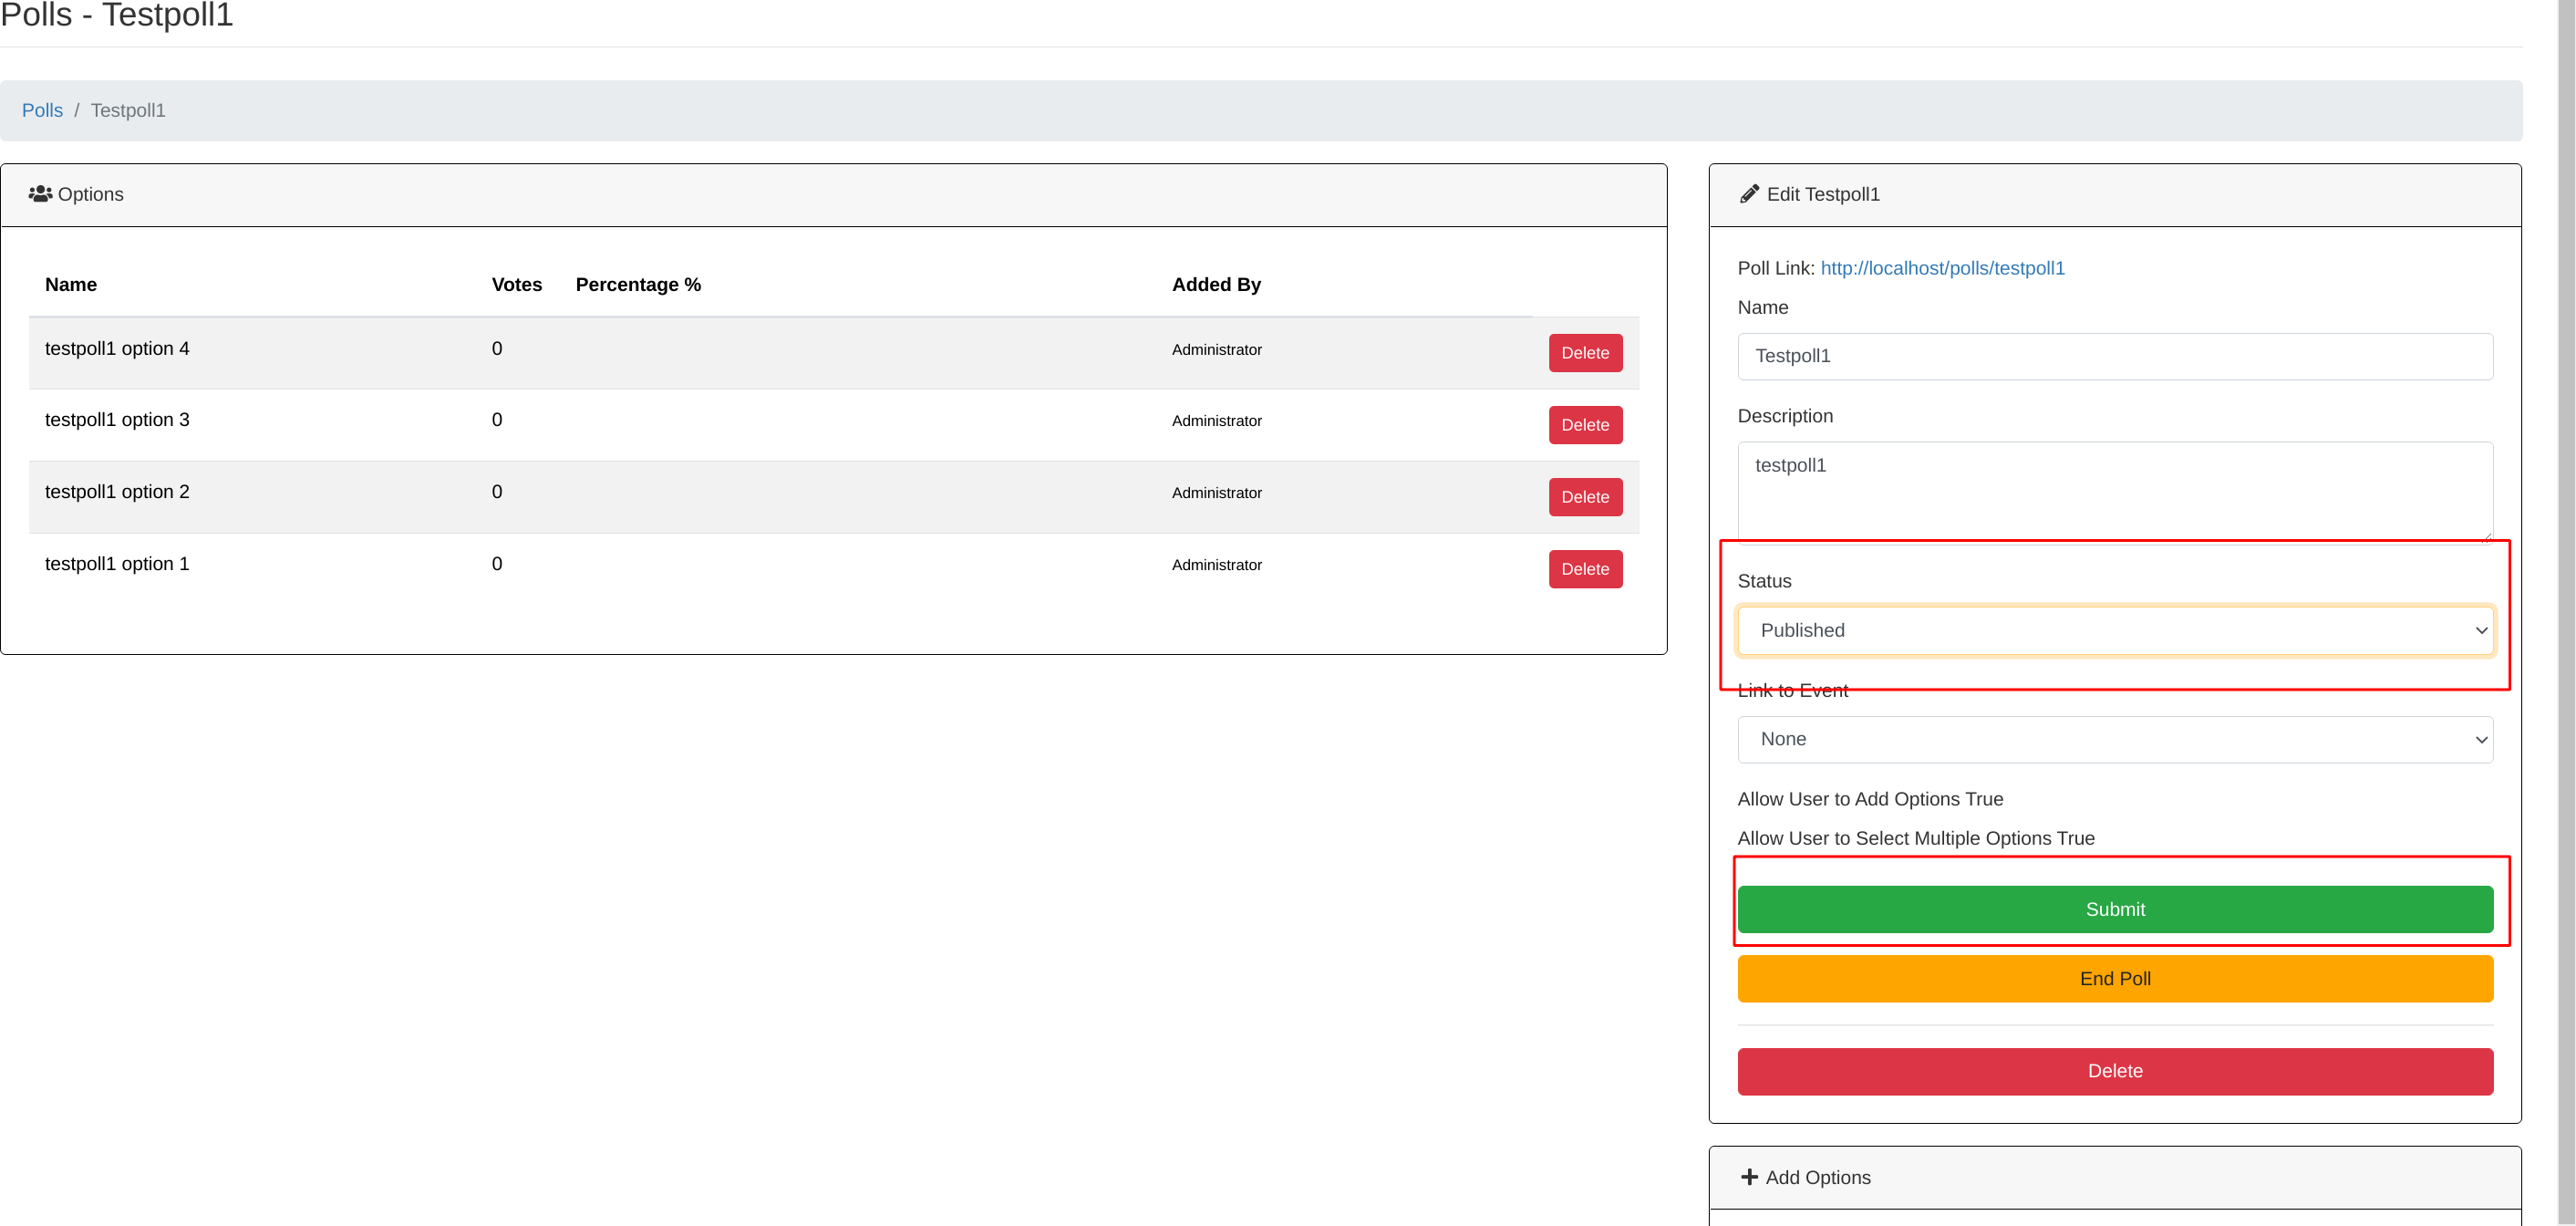 Polls - Testpoll1
Polls / Testpoll1
Options
Name Votes Percentage % Added By
testpoll1 option 4 0 Administrator Delete
testpoll1 option 3 0 Administrator Delete
testpoll1 option 2 0 Administrator Delete
testpoll1 option 1 0 Administrator Delete
Edit Testpoll1
Poll Link: http://localhost/polls/testpoll1
Name
Testpoll1
Description
testpoll1
Status
Published
Link to Event
None
Allow User to Add Options True
Allow User to Select Multiple Options True
Submit
End Poll
Delete
Add Options